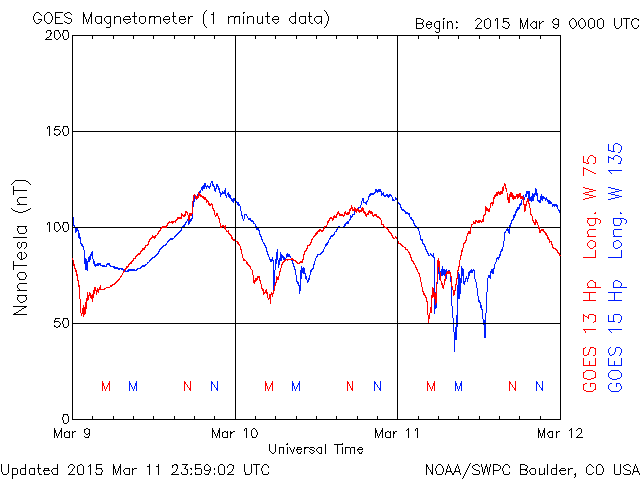 GOES Magnetometer (1 minute data)
Begin: 2015 Mar 9 0000 UTC
200
150
100
50
0
NanoTesla (nT)
M M N N M M N N M M N N
Mar 9 Mar 10 Mar 11 Mar 12
Universal Time
GOES 13 Hp Long. W 75
GOES 15 Hp Long. W 135
Updated 2015 Mar 11 23:59:02 UTC
NOAA/SWPC Boulder, CO USA